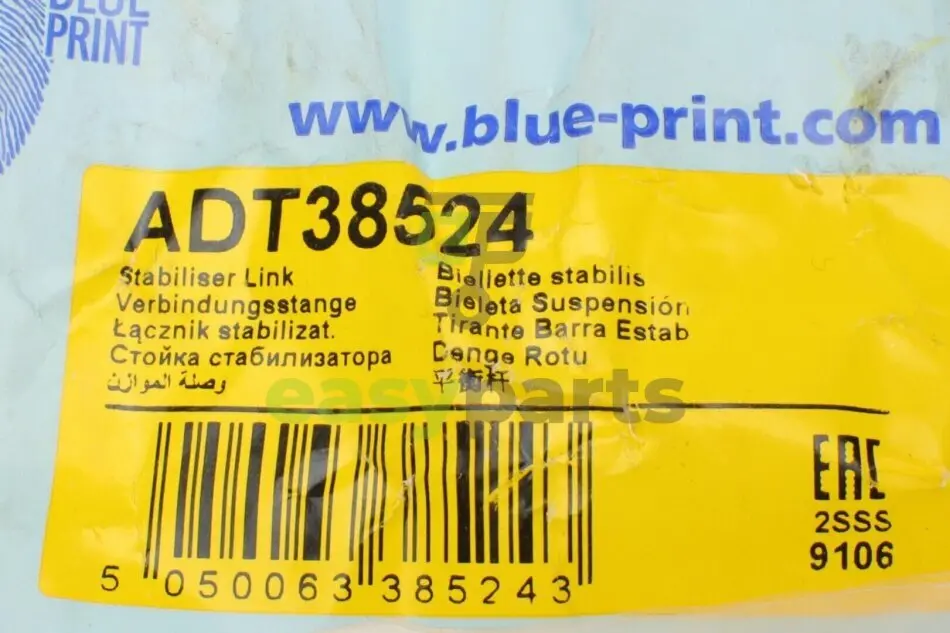 BLUE
PRINT
www.blue-print.com
ADT38524
Stabiliser Link
Verbindungsstange
Łącznik stabilizat.
Стойка стабилизатора
وصلة الموازن
Biellette stabilis
Bieleta Suspensión
Tirante Barra Estab
Denge Rotu
平衡杆
easyparts
5 050063 385243
EAC
2SSS
9106